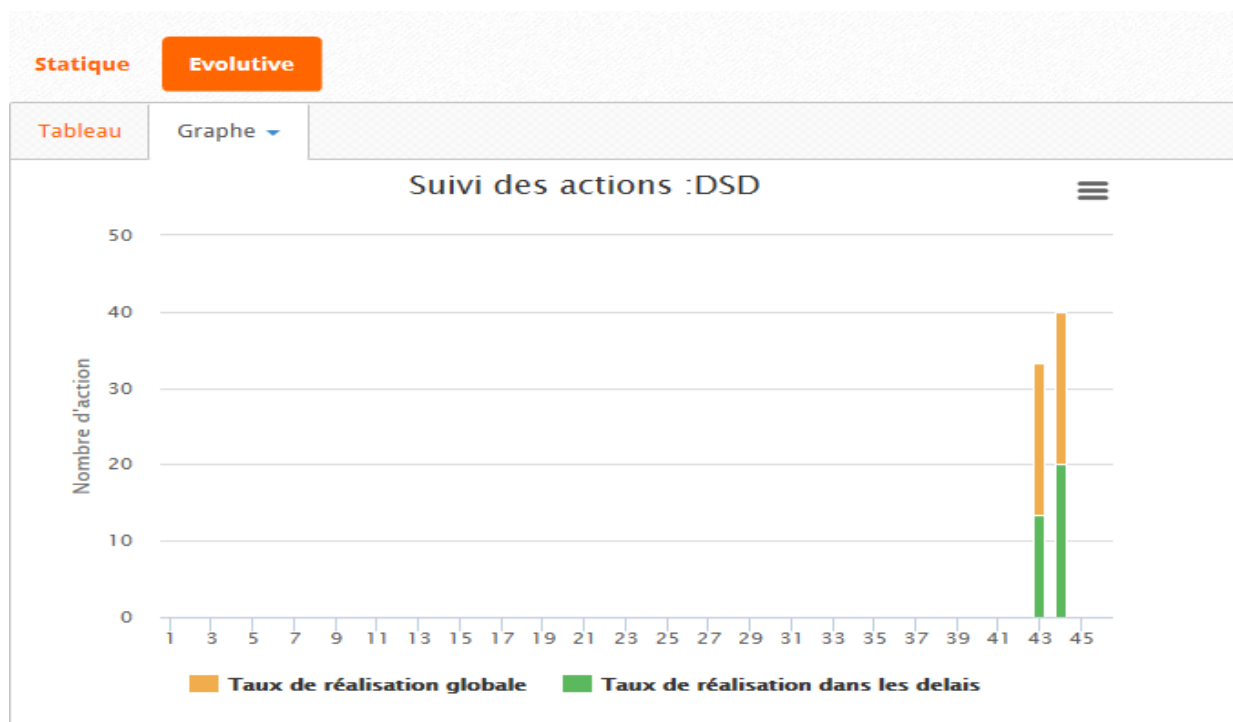 Statique Evolutive
Tableau Graphe
Suivi des actions :DSD
50
40
30
20
10
0
Nombre d'action
1 3 5 7 9 11 13 15 17 19 21 23 25 27 29 31 33 35 37 39 41 43 45
Taux de réalisation globale Taux de réalisation dans les delais